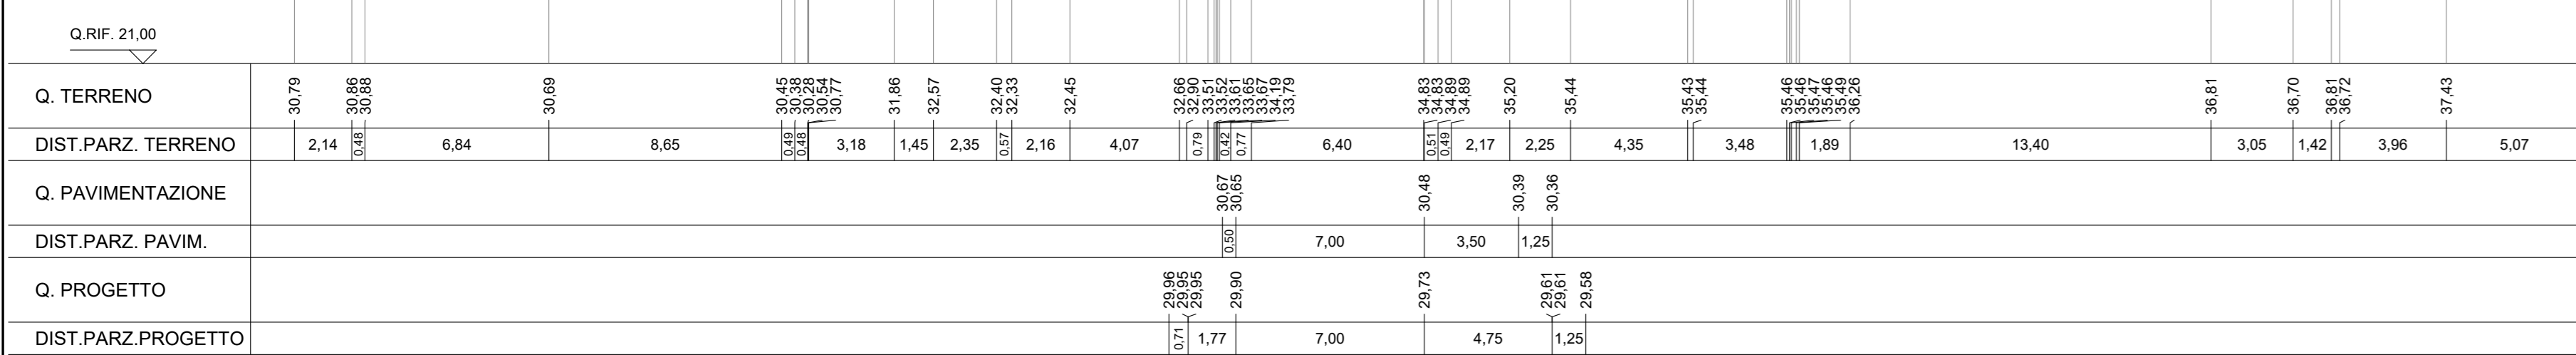 Q.RIF. 21,00
Q. TERRENO 30,79 30,86 30,88 30,69 30,45 30,38 30,28 30,54 30,77 31,86 32,57 32,40 32,33 32,45 32,66 32,90 33,51 33,52 33,61 33,65 33,67 34,19 33,79 34,83 34,83 34,89 34,89 35,20 35,44 35,43 35,44 35,46 35,46 35,47 35,46 35,49 36,26 36,81 36,70 36,81 36,72 37,43
DIST.PARZ. TERRENO 2,14 0,48 6,84 8,65 0,49 0,48 3,18 1,45 2,35 0,57 2,16 4,07 0,79 0,42 0,77 6,40 0,51 0,49 2,17 2,25 4,35 3,48 1,89 13,40 3,05 1,42 3,96 5,07
Q. PAVIMENTAZIONE 30,67 30,65 30,48 30,39 30,36
DIST.PARZ. PAVIM. 0,50 7,00 3,50 1,25
Q. PROGETTO 29,96 29,95 29,95 29,90 29,73 29,61 29,61 29,58
DIST.PARZ.PROGETTO 0,71 1,77 7,00 4,75 1,25